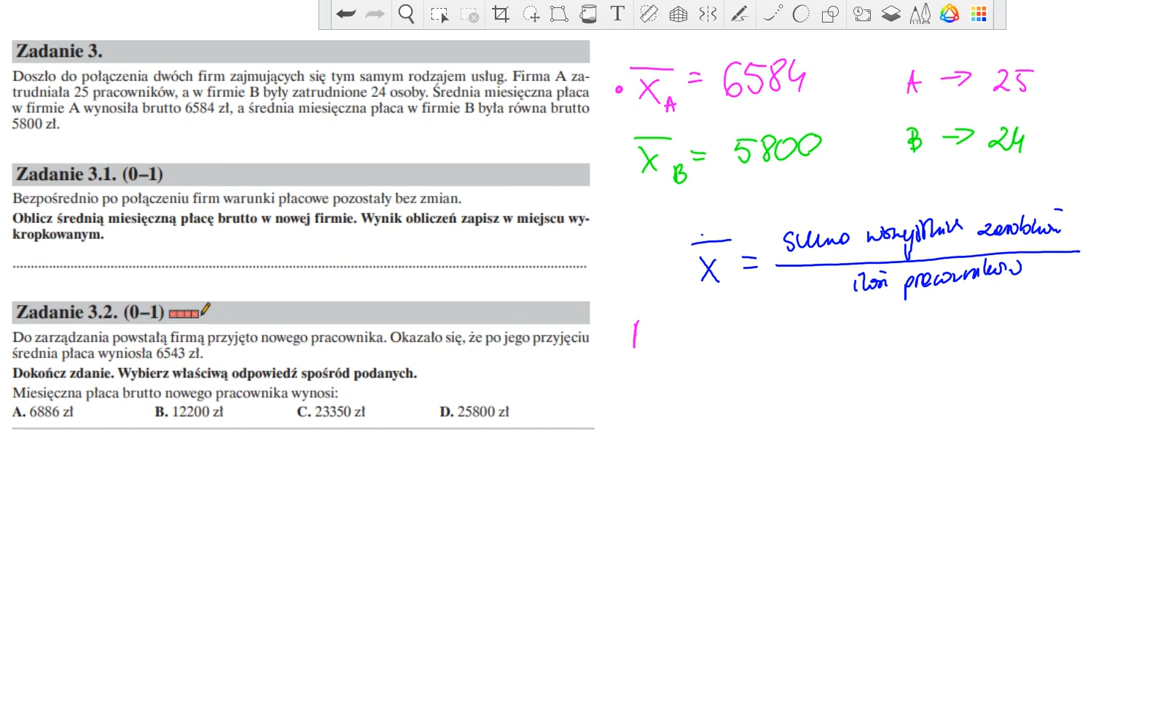 Zadanie 3.
Doszło do połączenia dwóch firm zajmujących się tym samym rodzajem usług. Firma A za-
trudniała 25 pracowników, a w firmie B były zatrudnione 24 osoby. Średnia miesięczna płaca
w firmie A wynosiła brutto 6584 zł, a średnia miesięczna płaca w firmie B była równa brutto
5800 zł.
Zadanie 3.1. (0–1)
Bezpośrednio po połączeniu firm warunki płacowe pozostały bez zmian.
Oblicz średnią miesięczną płacę brutto w nowej firmie. Wynik obliczeń zapisz w miejscu wy-
kropkowanym.
Zadanie 3.2. (0–1)
Do zarządzania powstałą firmą przyjęto nowego pracownika. Okazało się, że po jego przyjęciu
średnia płaca wyniosła 6543 zł.
Dokończ zdanie. Wybierz właściwą odpowiedź spośród podanych.
Miesięczna płaca brutto nowego pracownika wynosi:
A. 6886 zł B. 12200 zł C. 23350 zł D. 25800 zł
x̅_A = 6584 A → 25
x̅_B = 5800 B → 24
suma wszystkich zarobków
x̅ =
ilość pracowników